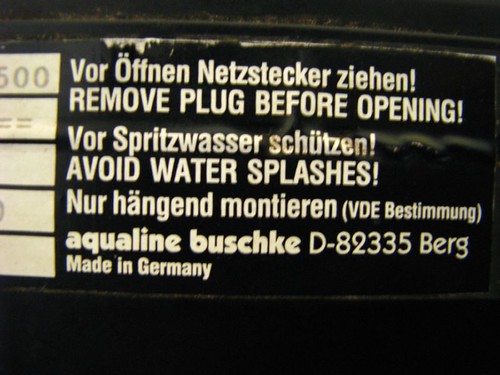 500
Vor Öffnen Netzstecker ziehen!
REMOVE PLUG BEFORE OPENING!
==
Vor Spritzwasser schützen!
AVOID WATER SPLASHES!
Nur hängend montieren (VDE Bestimmung)
aqualine buschke D-82335 Berg
Made in Germany